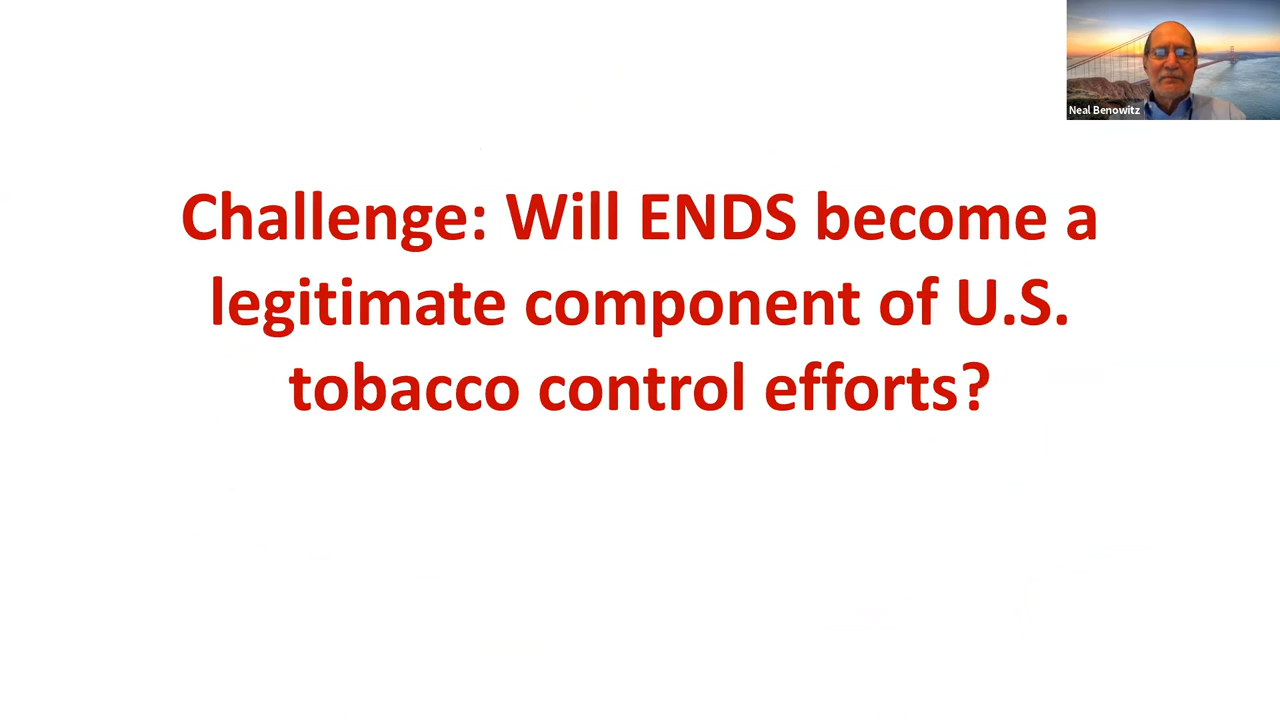 Neal Benowitz
Challenge: Will ENDS become a
legitimate component of U.S.
tobacco control efforts?